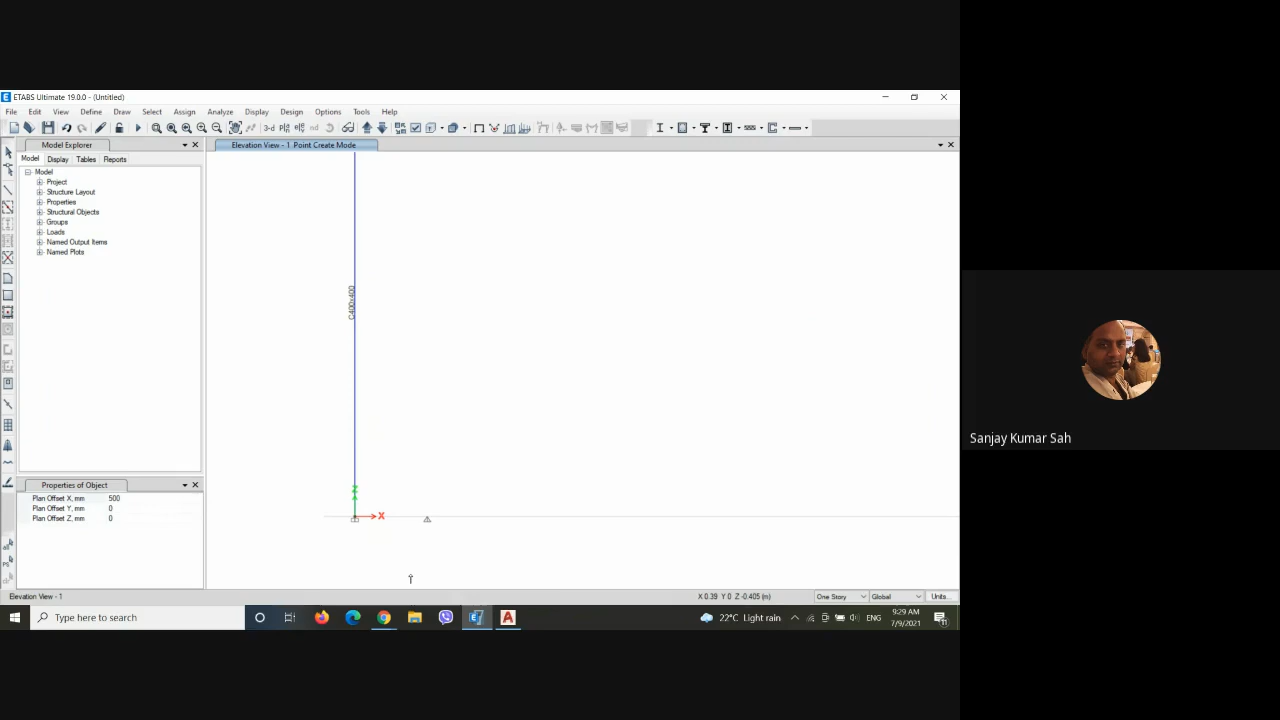 ETABS Ultimate 19.0.0 - (Untitled)
File Edit View Define Draw Select Assign Analyze Display Design Options Tools Help
3-d
nd
Model Explorer
Elevation View - 1 Point Create Mode
Model Display Tables Reports
Model
Project
Structure Layout
Properties
Structural Objects
Groups
Loads
Named Output Items
Named Plots
C400x400
Sanjay Kumar Sah
Properties of Object
Plan Offset X, mm 500
Plan Offset Y, mm 0
Plan Offset Z, mm 0
Z
X
Elevation View - 1
X 0.39 Y 0 Z -0.405 (m)
One Story
Global
Units...
Type here to search
22°C Light rain
ENG
9:29 AM
7/9/2021